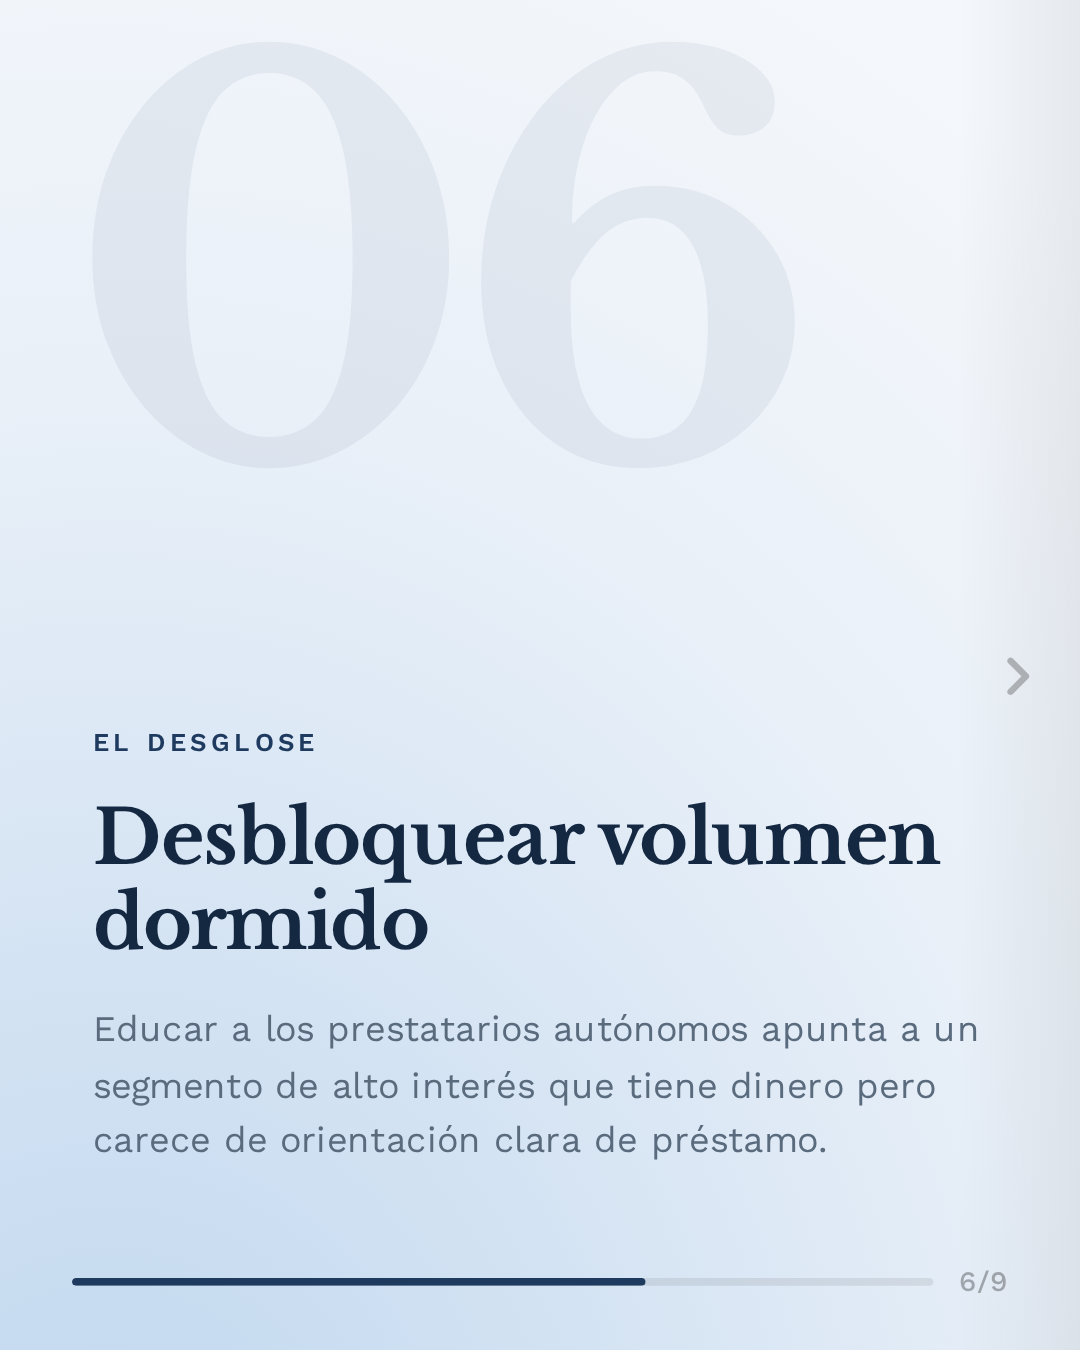 06
EL DESGLOSE
Desbloquear volumen
dormido
Educar a los prestatarios autónomos apunta a un
segmento de alto interés que tiene dinero pero
carece de orientación clara de préstamo.
6/9